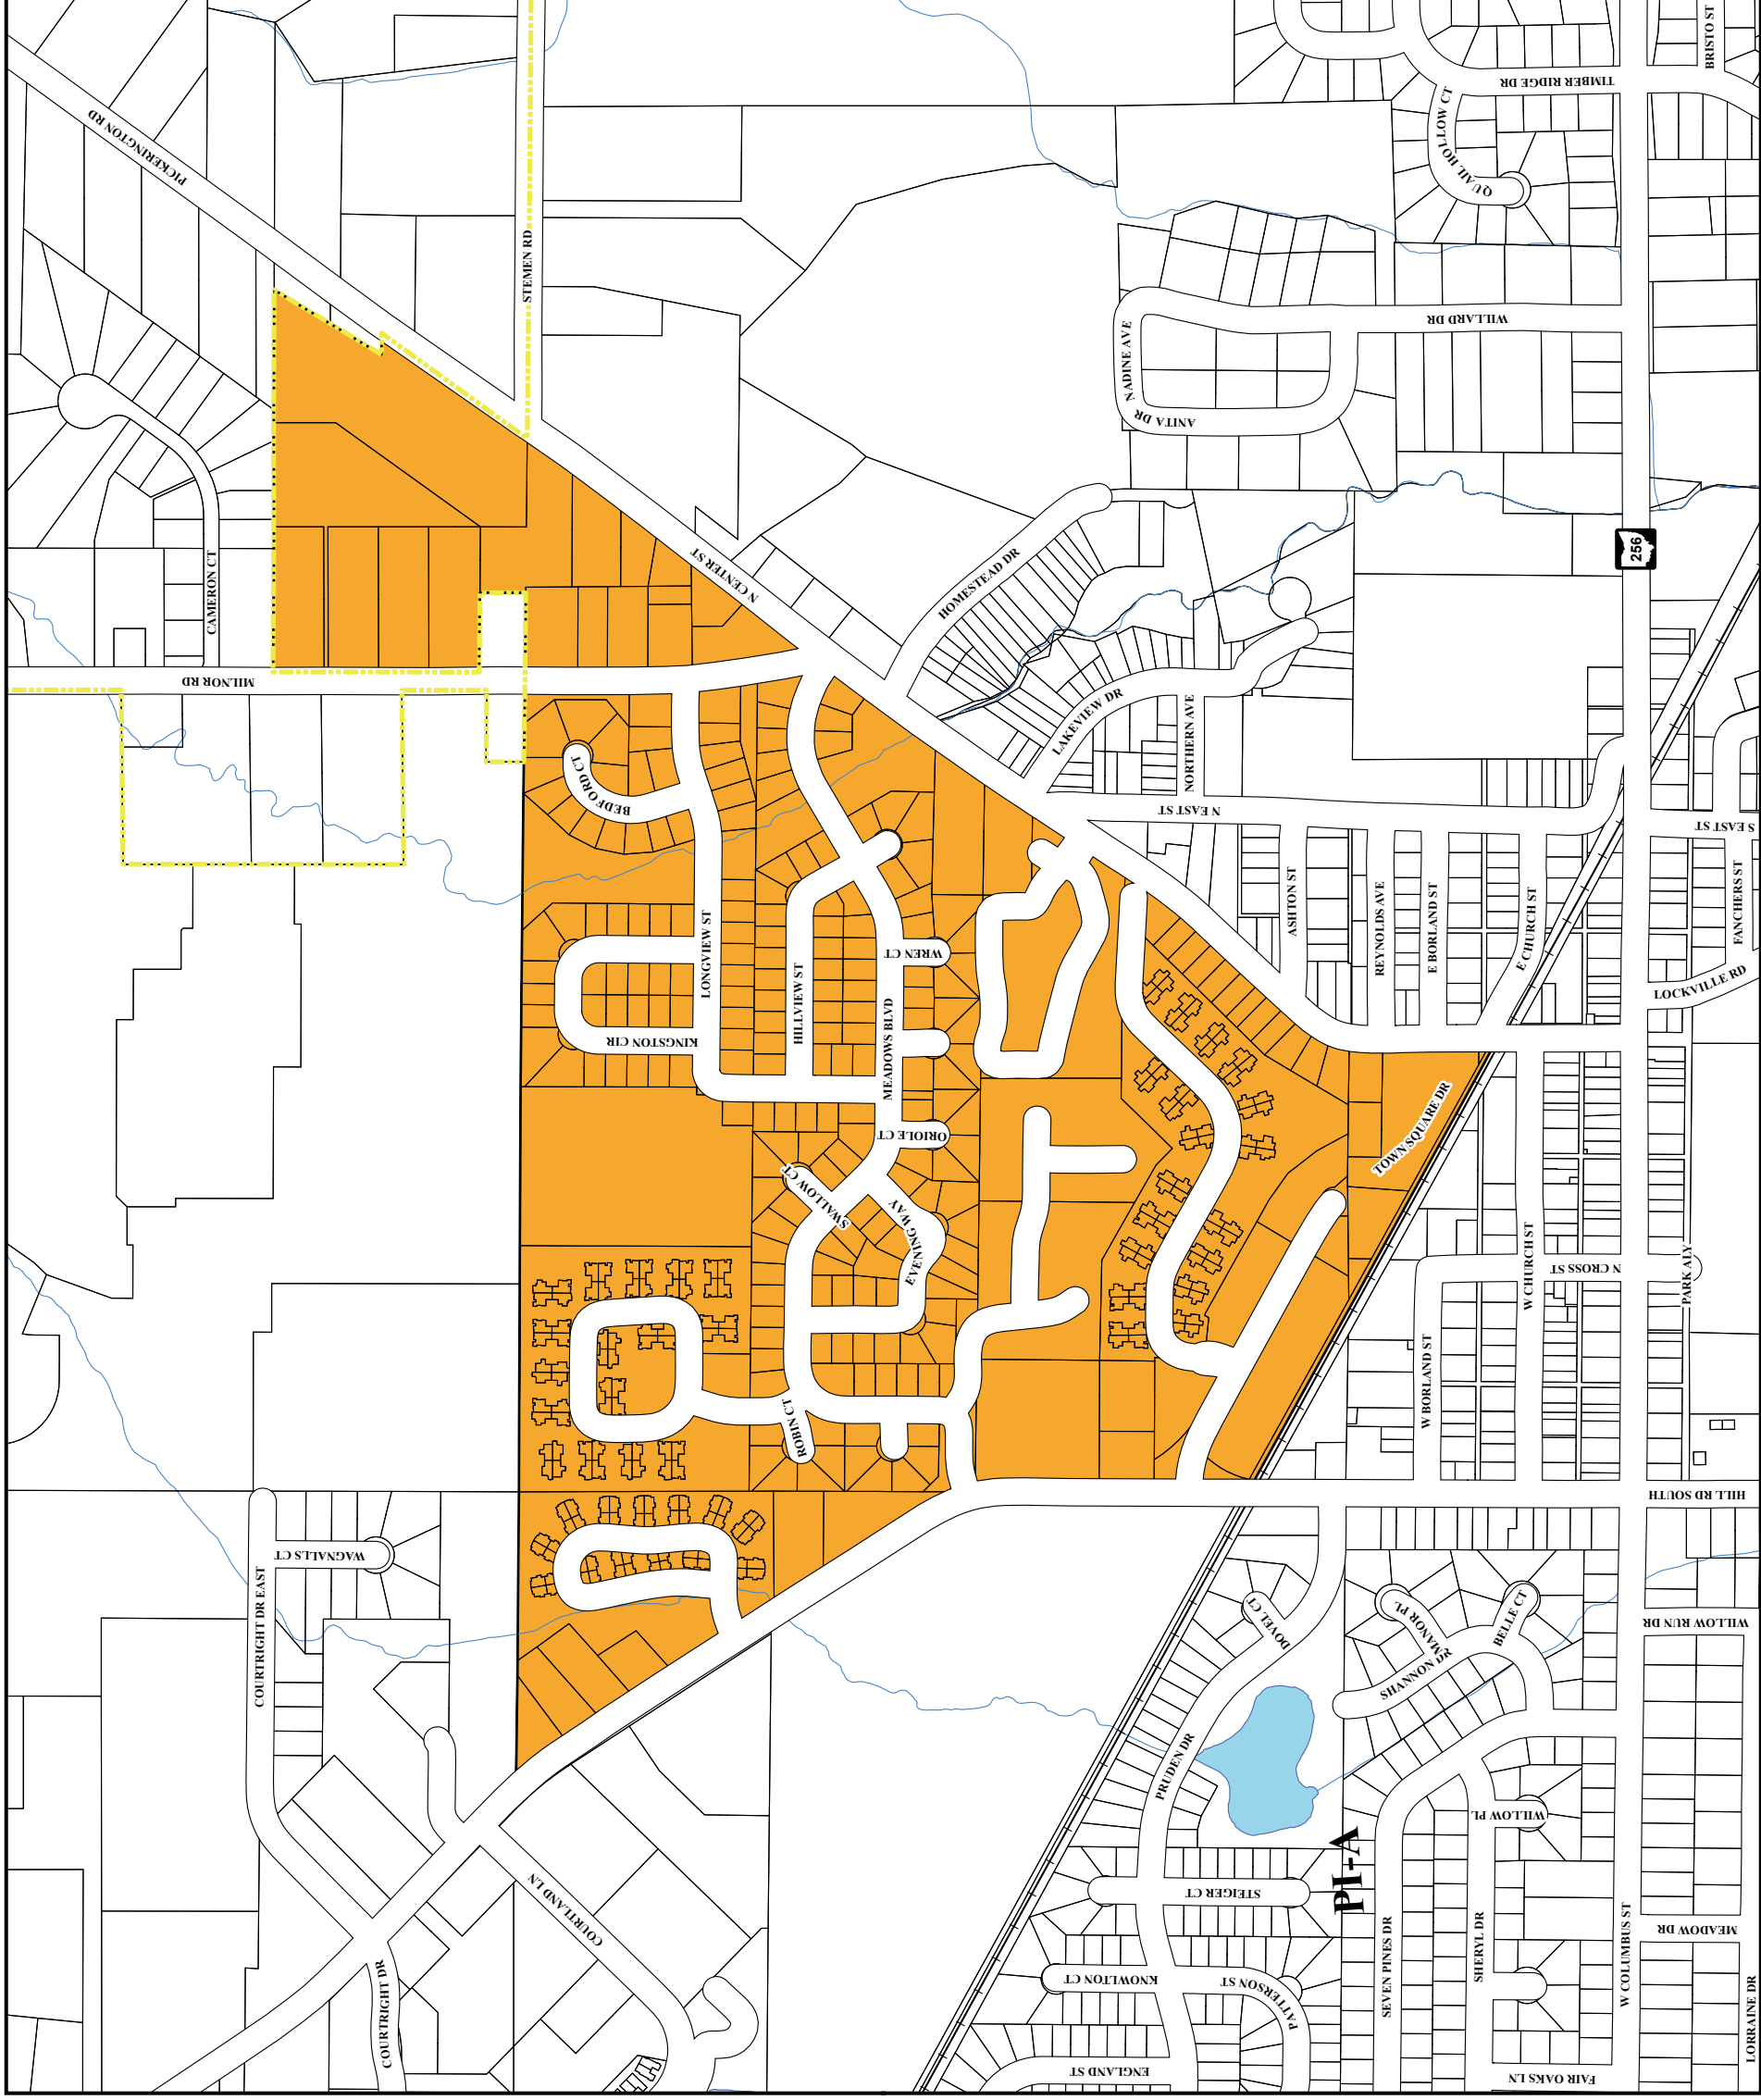 BRISTO ST
TIMBER RIDGE DR
QUAIL HOLLOW CT
PICKERINGTON RD
STEMEN RD
WILLARD DR
NADINE AVE
ANITA DR
256
N CENTER ST
HOMESTEAD DR
CAMERON CT
MILNOR RD
LAKEVIEW DR
NORTHERN AVE
BEDFORD CT
N EAST ST
S EAST ST
ASHTON ST
REYNOLDS AVE
E BORLAND ST
E CHURCH ST
FANCHERS ST
LONGVIEW ST
HILLVIEW ST
WREN CT
LOCKVILLE RD
KINGSTON CIR
MEADOWS BLVD
ORIOLE CT
TOWN SQUARE DR
SWALLOW CT
EVENING WAY
W CHURCH ST
N CROSS ST
PARK ALY
W BORLAND ST
ROBIN CT
HILL RD SOUTH
WAGNALLS CT
COURTRIGHT DR EAST
DOVEL CT
MANOR PL
BELLE CT
WILLOW RUN DR
SHANNON DR
PRUDEN DR
WILLOW PL
PI-A
STEIGER CT
COURTLAND LN
MEADOW DR
SEVEN PINES DR
SHERYL DR
W COLUMBUS ST
KNOWLTON CT
PATTERSON ST
COURTRIGHT DR
LORRAINE DR
ENGLAND ST
FAIR OAKS LN